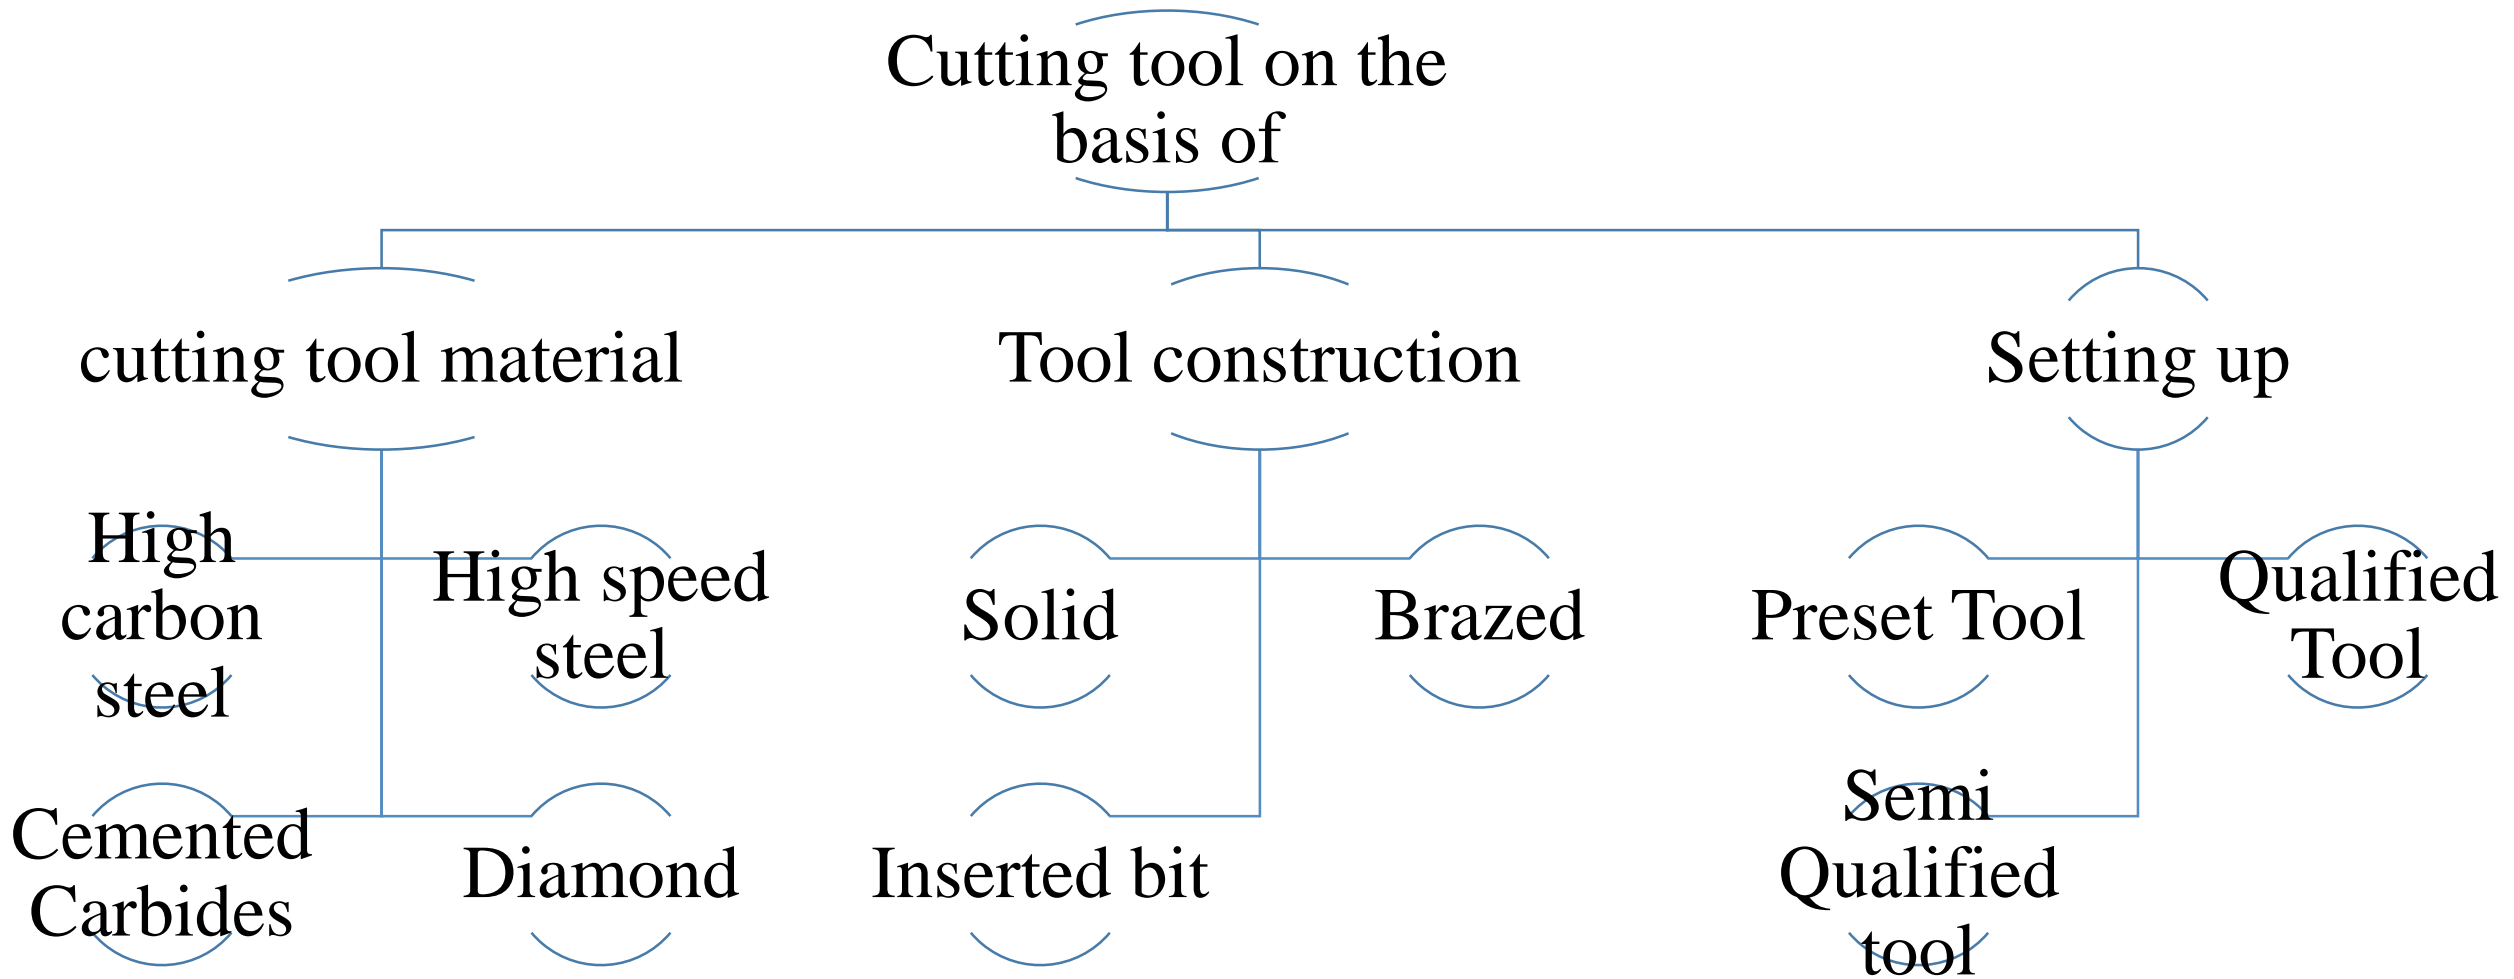 Cutting tool on the
basis of
cutting tool material
Tool construction
Setting up
High
carbon
steel
High speed
steel
Solid
Brazed
Preset Tool
Qualified
Tool
Cemented
Carbides
Diamond
Inserted bit
Semi
Qualified
tool